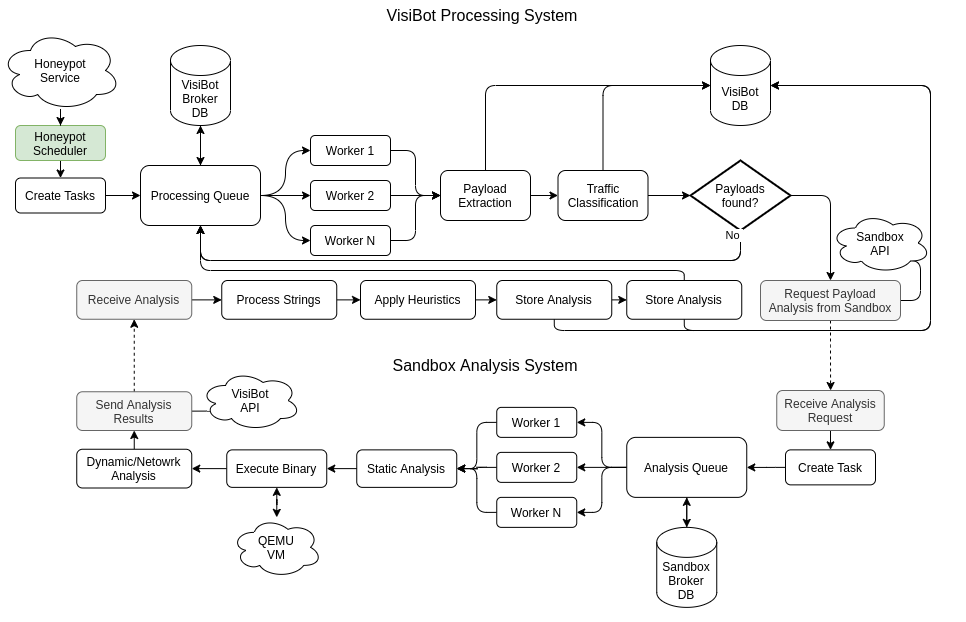 VisiBot Processing System
Honeypot
Service
VisiBot
Broker
DB
VisiBot
DB
Honeypot
Scheduler
Worker 1
Create Tasks
Processing Queue
Worker 2
Payload
Extraction
Traffic
Classification
Payloads
found?
Worker N
No
Sandbox
API
Receive Analysis
Process Strings
Apply Heuristics
Store Analysis
Store Analysis
Request Payload
Analysis from Sandbox
Sandbox Analysis System
Send Analysis
Results
VisiBot
API
Receive Analysis
Request
Worker 1
Dynamic/Netowrk
Analysis
Execute Binary
Static Analysis
Worker 2
Analysis Queue
Create Task
Worker N
QEMU
VM
Sandbox
Broker
DB